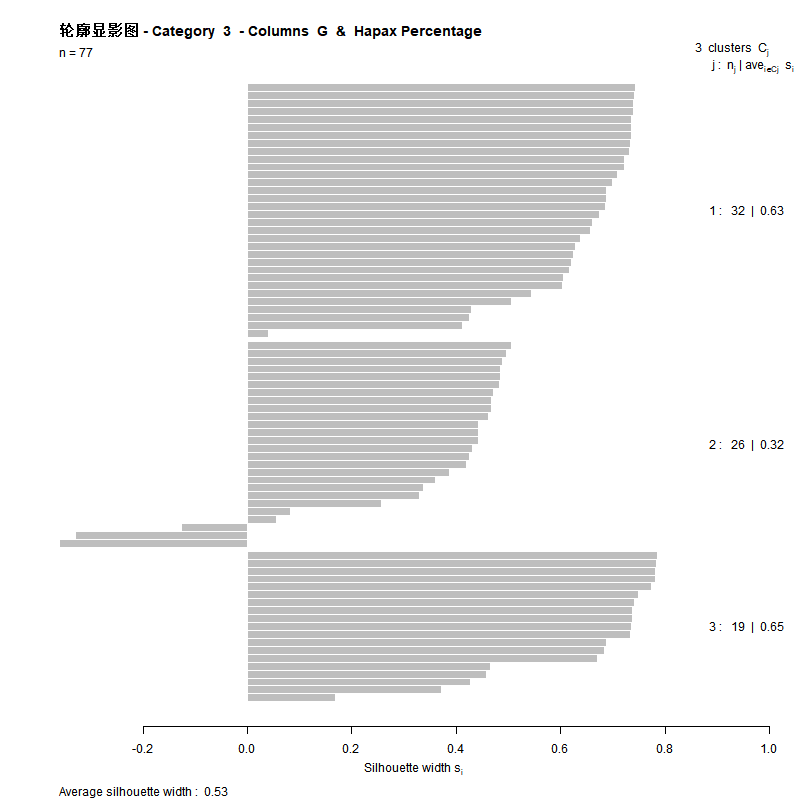 轮廓显影图 - Category 3 - Columns G & Hapax Percentage
n = 77
3 clusters Cj
j : nj | avei∈Cj si
1 : 32 | 0.63
2 : 26 | 0.32
3 : 19 | 0.65
-0.2 0.0 0.2 0.4 0.6 0.8 1.0
Silhouette width si
Average silhouette width : 0.53